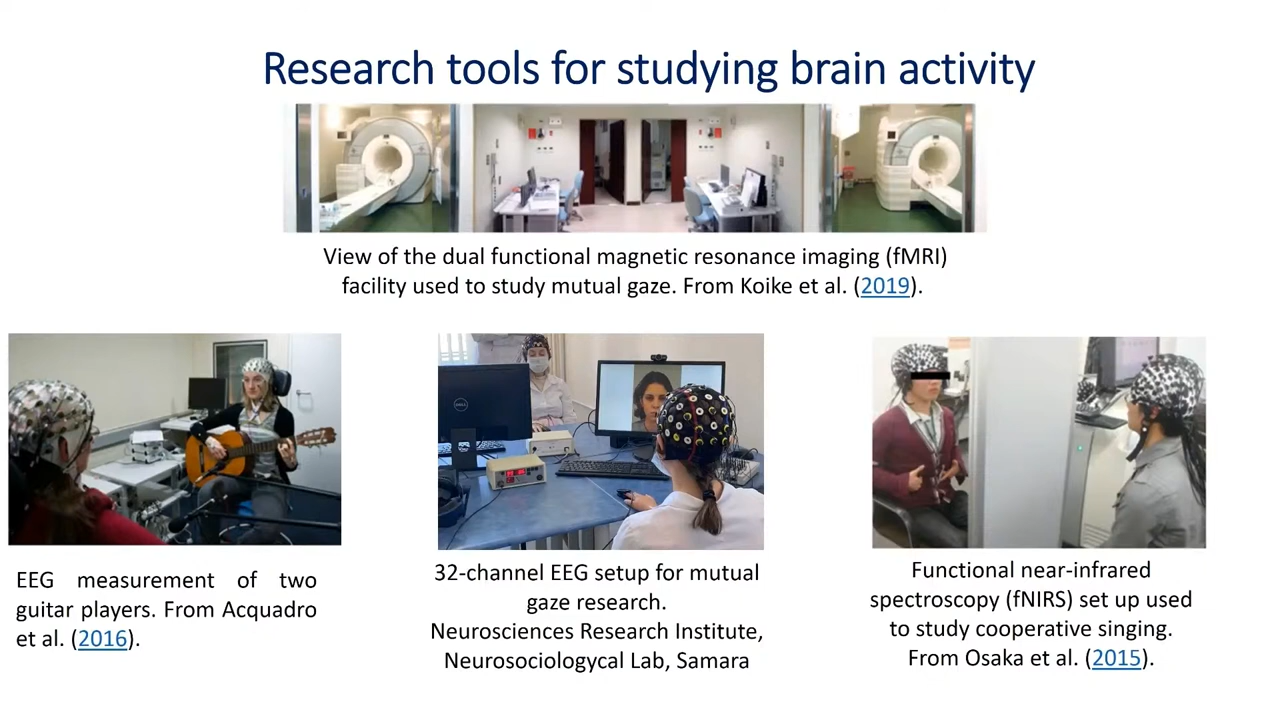 Research tools for studying brain activity
View of the dual functional magnetic resonance imaging (fMRI)
facility used to study mutual gaze. From Koike et al. (2019).
EEG measurement of two
guitar players. From Acquadro
et al. (2016).
DELL
32-channel EEG setup for mutual
gaze research.
Neurosciences Research Institute,
Neurosociologycal Lab, Samara
Functional near-infrared
spectroscopy (fNIRS) set up used
to study cooperative singing.
From Osaka et al. (2015).